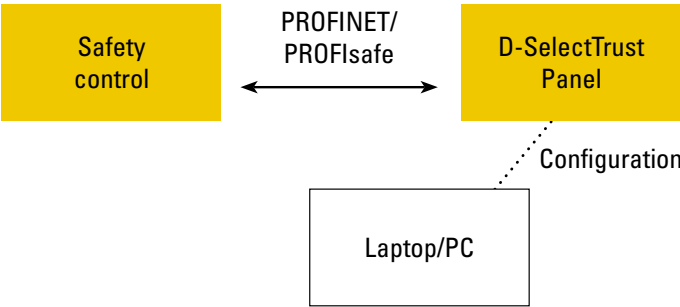 Safety
control
PROFINET/
PROFIsafe
D-SelectTrust
Panel
Configuration
Laptop/PC